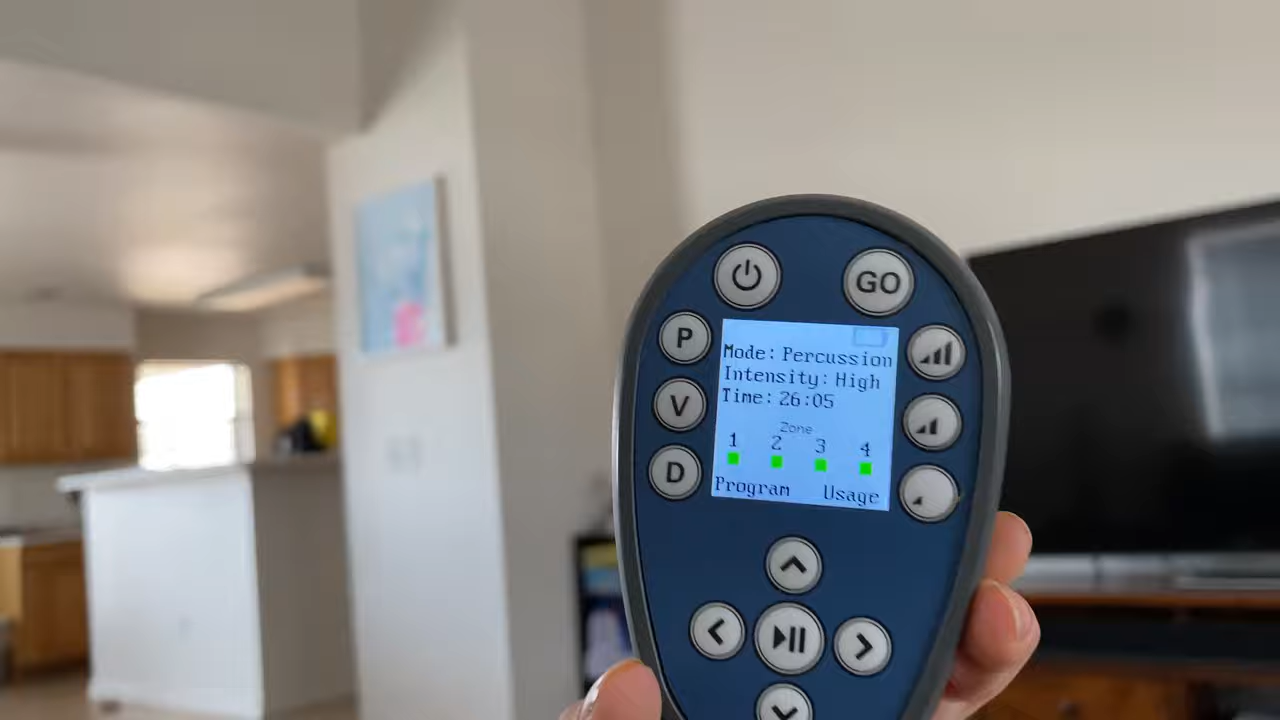 GO
P
Mode: Percussion
Intensity: High
V
Time: 26:05
Zone
1 2 3 4
D
Program Usage